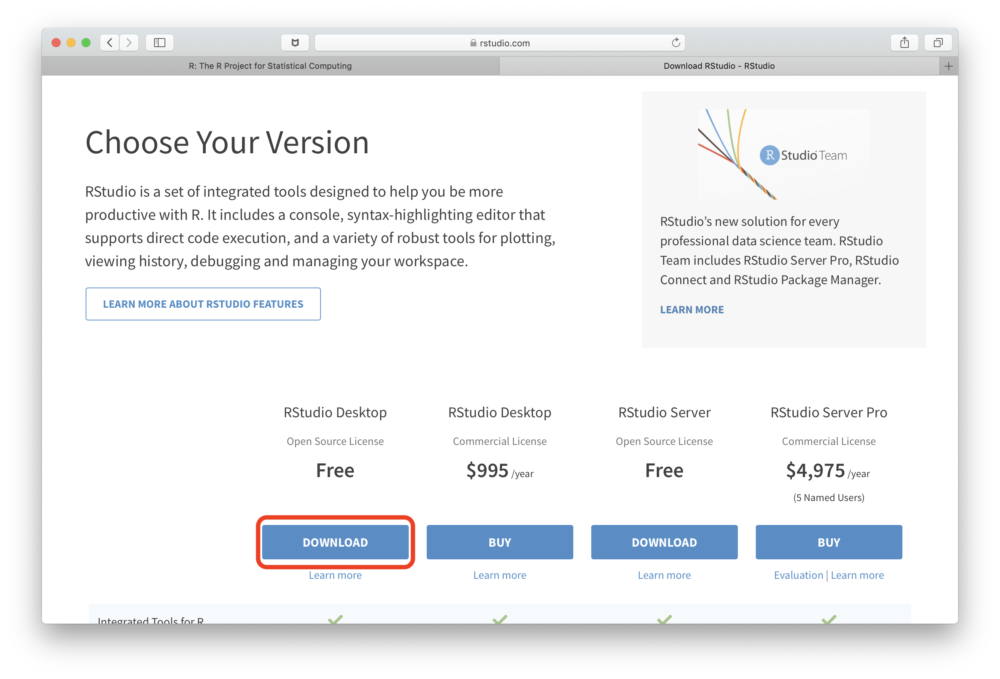 rstudio.com
R: The R Project for Statistical Computing
Download RStudio - RStudio
Choose Your Version
RStudio is a set of integrated tools designed to help you be more
productive with R. It includes a console, syntax-highlighting editor that
supports direct code execution, and a variety of robust tools for plotting,
viewing history, debugging and managing your workspace.
LEARN MORE ABOUT RSTUDIO FEATURES
R Studio Team
RStudio’s new solution for every
professional data science team. RStudio
Team includes RStudio Server Pro, RStudio
Connect and RStudio Package Manager.
LEARN MORE
RStudio Desktop
Open Source License
Free
DOWNLOAD
Learn more
RStudio Desktop
Commercial License
$995 /year
BUY
Learn more
RStudio Server
Open Source License
Free
DOWNLOAD
Learn more
RStudio Server Pro
Commercial License
$4,975 /year
(5 Named Users)
BUY
Evaluation | Learn more
Integrated Tools for R